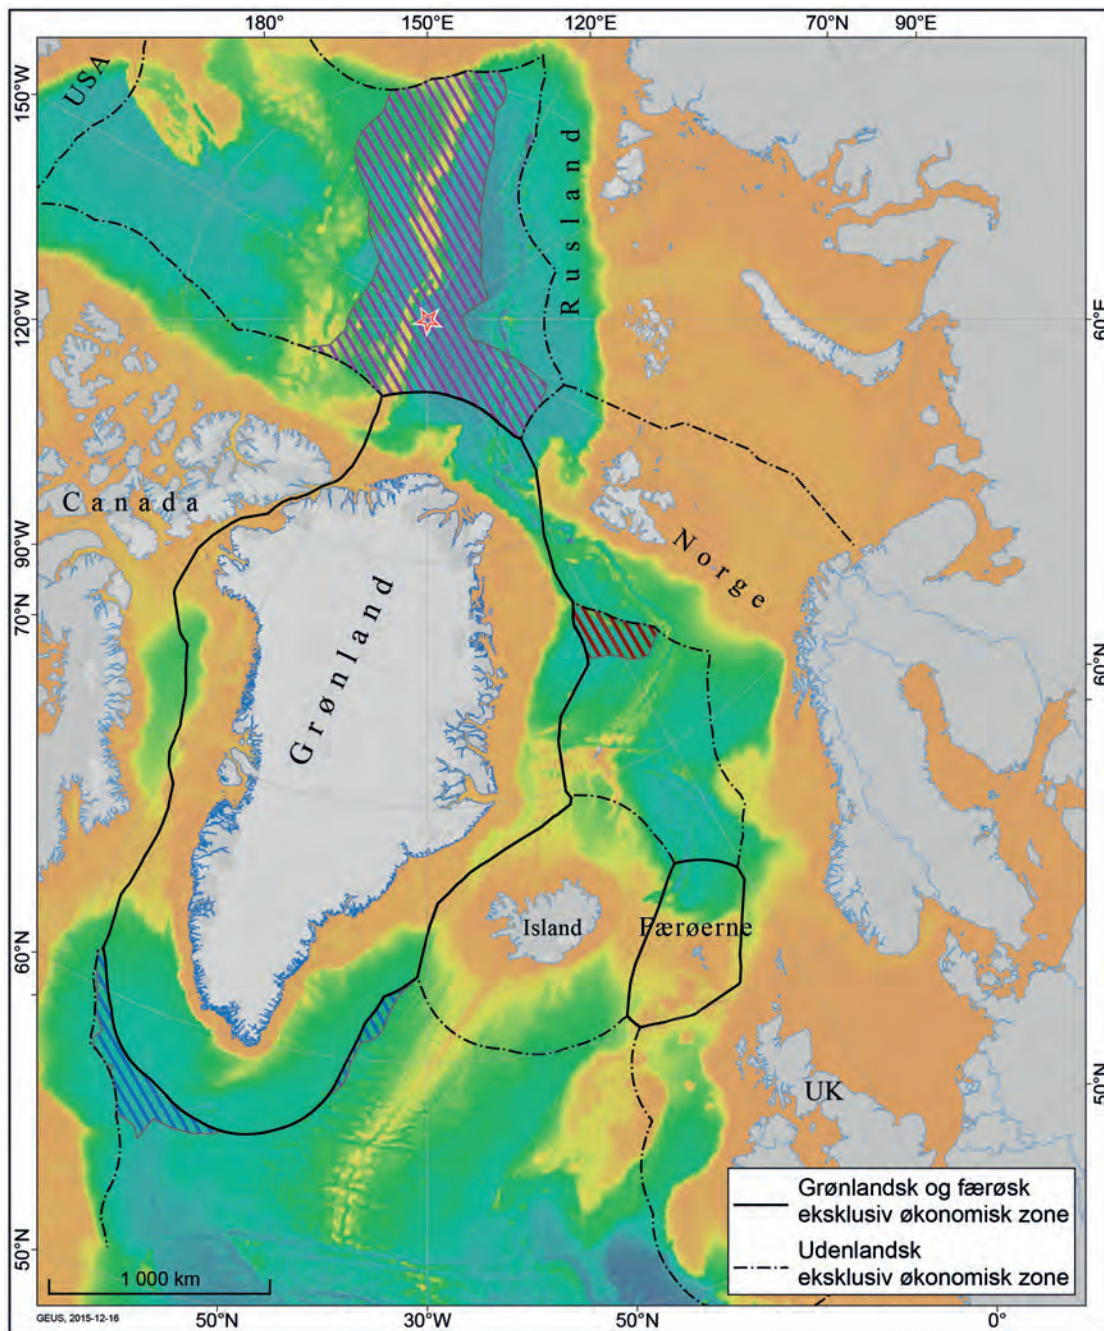 180°
150°E
120°E
70°N
90°E
150°W
USA
Rusland
120°W
60°E
Canada
90°W
Norge
70°N
Grønland
60°N
Island
Færøerne
60°N
50°N
UK
Grønlandsk og færøsk
eksklusiv økonomisk zone
Udenlandsk
eksklusiv økonomisk zone
50°N
1 000 km
GEUS, 2015-12-16
50°N
30°W
50°N
0°